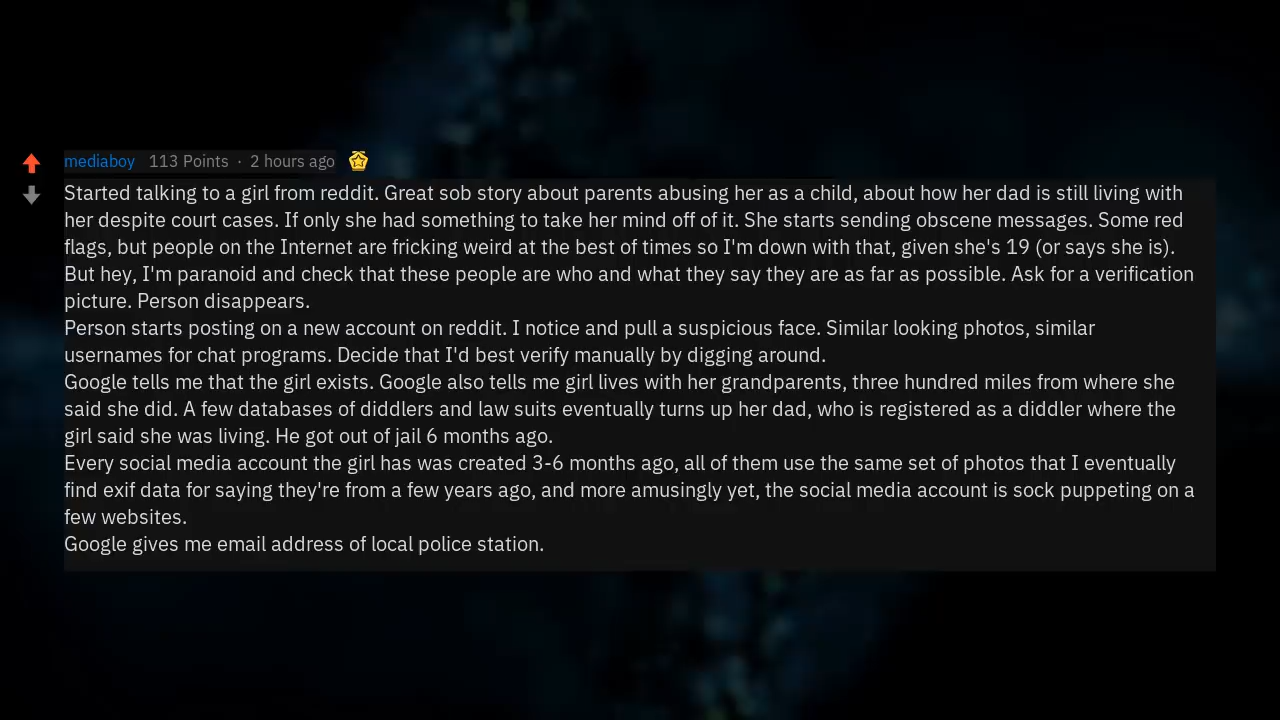 mediaboy 113 Points · 2 hours ago
Started talking to a girl from reddit. Great sob story about parents abusing her as a child, about how her dad is still living with
her despite court cases. If only she had something to take her mind off of it. She starts sending obscene messages. Some red
flags, but people on the Internet are fricking weird at the best of times so I'm down with that, given she's 19 (or says she is).
But hey, I'm paranoid and check that these people are who and what they say they are as far as possible. Ask for a verification
picture. Person disappears.
Person starts posting on a new account on reddit. I notice and pull a suspicious face. Similar looking photos, similar
usernames for chat programs. Decide that I'd best verify manually by digging around.
Google tells me that the girl exists. Google also tells me girl lives with her grandparents, three hundred miles from where she
said she did. A few databases of diddlers and law suits eventually turns up her dad, who is registered as a diddler where the
girl said she was living. He got out of jail 6 months ago.
Every social media account the girl has was created 3-6 months ago, all of them use the same set of photos that I eventually
find exif data for saying they're from a few years ago, and more amusingly yet, the social media account is sock puppeting on a
few websites.
Google gives me email address of local police station.